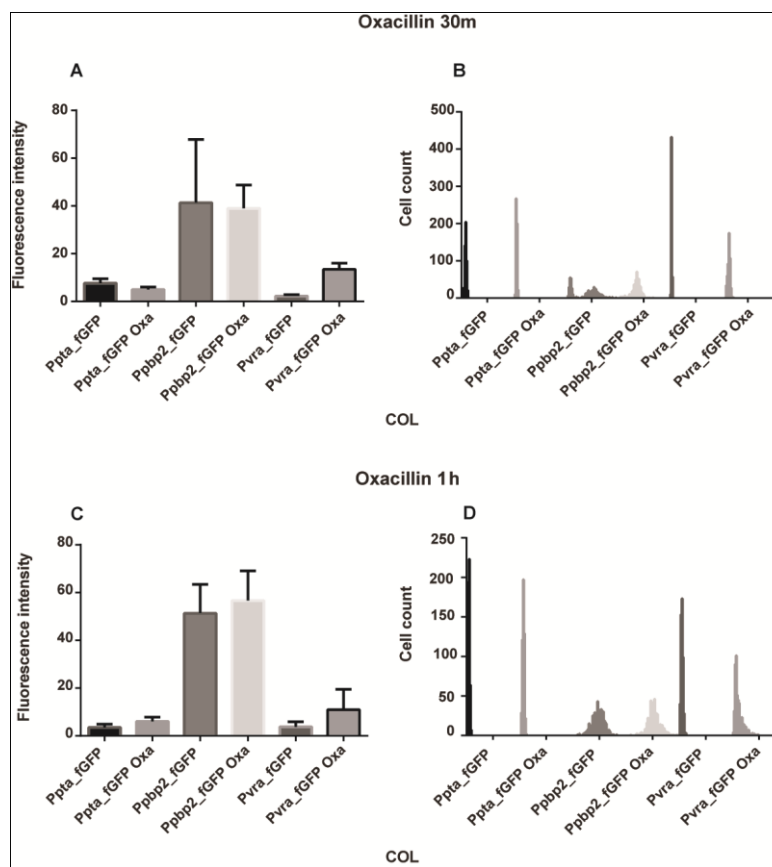 Oxacillin 30m
A
B
Fluorescence intensity
80
60
40
20
0
Ppta_fGFP
Ppta_fGFP Oxa
Ppbp2_fGFP
Ppbp2_fGFP Oxa
Pvra_fGFP
Pvra_fGFP Oxa
Cell count
500
400
300
200
100
0
Ppta_fGFP
Ppta_fGFP Oxa
Ppbp2_fGFP
Ppbp2_fGFP Oxa
Pvra_fGFP
Pvra_fGFP Oxa
COL
Oxacillin 1h
C
D
Fluorescence intensity
80
60
40
20
0
Ppta_fGFP
Ppta_fGFP Oxa
Ppbp2_fGFP
Ppbp2_fGFP Oxa
Pvra_fGFP
Pvra_fGFP Oxa
Cell count
250
200
150
100
50
0
Ppta_fGFP
Ppta_fGFP Oxa
Ppbp2_fGFP
Ppbp2_fGFP Oxa
Pvra_fGFP
Pvra_fGFP Oxa
COL